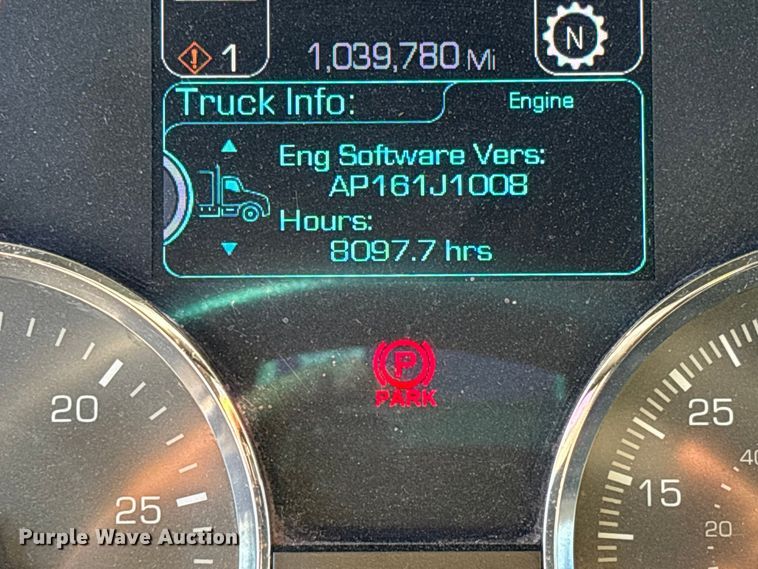 1
1,039,780 Mi
N
Truck Info:
Engine
Eng Software Vers:
AP161J1008
Hours:
8097.7 hrs
P
PARK
20
25
25
15
40
20
Purple Wave Auction